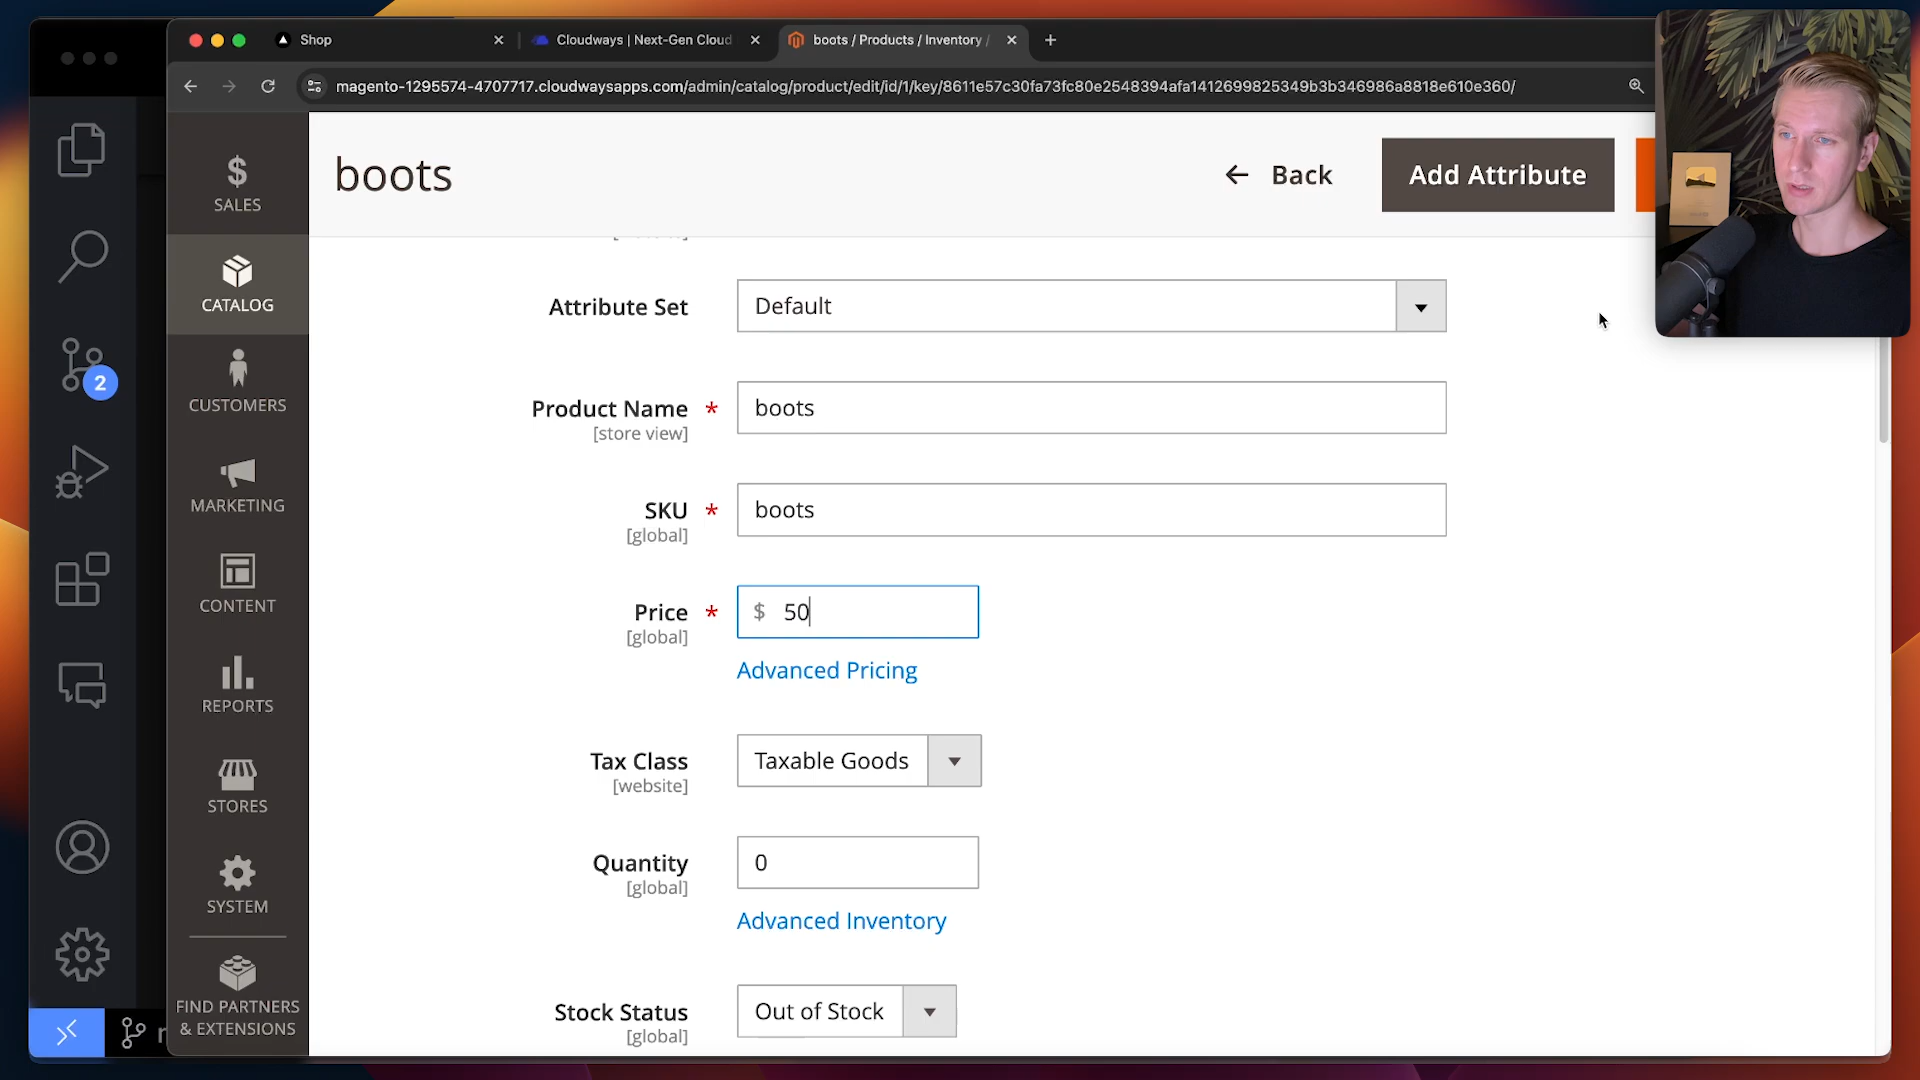 Shop
Cloudways | Next-Gen Cloud
boots / Products / Inventory /
magento-1295574-4707717.cloudwaysapps.com/admin/catalog/product/edit/id/1/key/8611e57c30fa73fc80e2548394afa1412699825349b3b346986a8818e610e360/
boots
Back
Add Attribute
SALES
CATALOG
CUSTOMERS
MARKETING
CONTENT
REPORTS
STORES
SYSTEM
FIND PARTNERS
& EXTENSIONS
2
Attribute Set
Default
Product Name *
[store view]
boots
SKU *
[global]
boots
Price *
[global]
$ 50
Advanced Pricing
Tax Class
[website]
Taxable Goods
Quantity
[global]
0
Advanced Inventory
Stock Status
[global]
Out of Stock